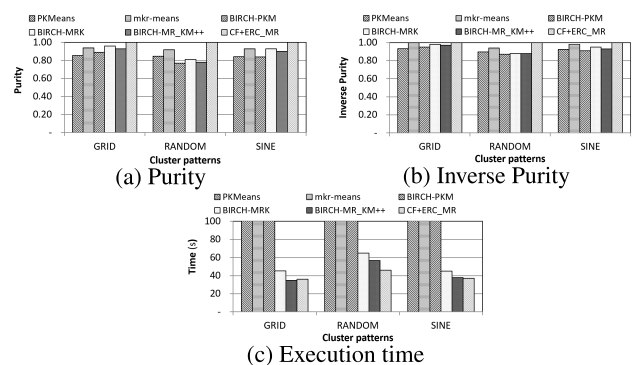 PKMeans mkr-means BIRCH-PKM
BIRCH-MRK BIRCH-MR_KM++ CF+ERC_MR
1.00
0.80
0.60
0.40
0.20
-
Purity
GRID RANDOM SINE
Cluster patterns
(a) Purity
PKMeans mkr-means BIRCH-PKM
BIRCH-MRK BIRCH-MR_KM++ CF+ERC_MR
1.00
0.80
0.60
0.40
0.20
-
Inverse Purity
GRID RANDOM SINE
Cluster patterns
(b) Inverse Purity
PKMeans mkr-means BIRCH-PKM
BIRCH-MRK BIRCH-MR_KM++ CF+ERC_MR
100
80
60
40
20
-
Time (s)
GRID RANDOM SINE
Cluster patterns
(c) Execution time